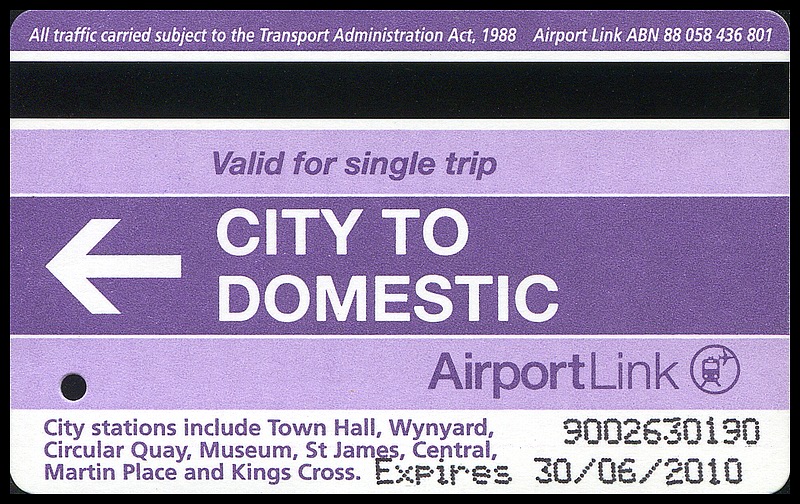 All traffic carried subject to the Transport Administration Act, 1988 Airport Link ABN 88 058 436 801
Valid for single trip
CITY TO
DOMESTIC
AirportLink
City stations include Town Hall, Wynyard,
Circular Quay, Museum, St James, Central,
Martin Place and Kings Cross.
9002630190
Expires 30/06/2010